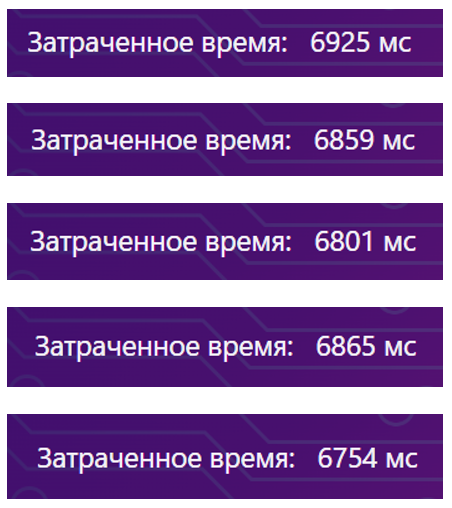 Затраченное время: 6925 мс
Затраченное время: 6859 мс
Затраченное время: 6801 мс
Затраченное время: 6865 мс
Затраченное время: 6754 мс